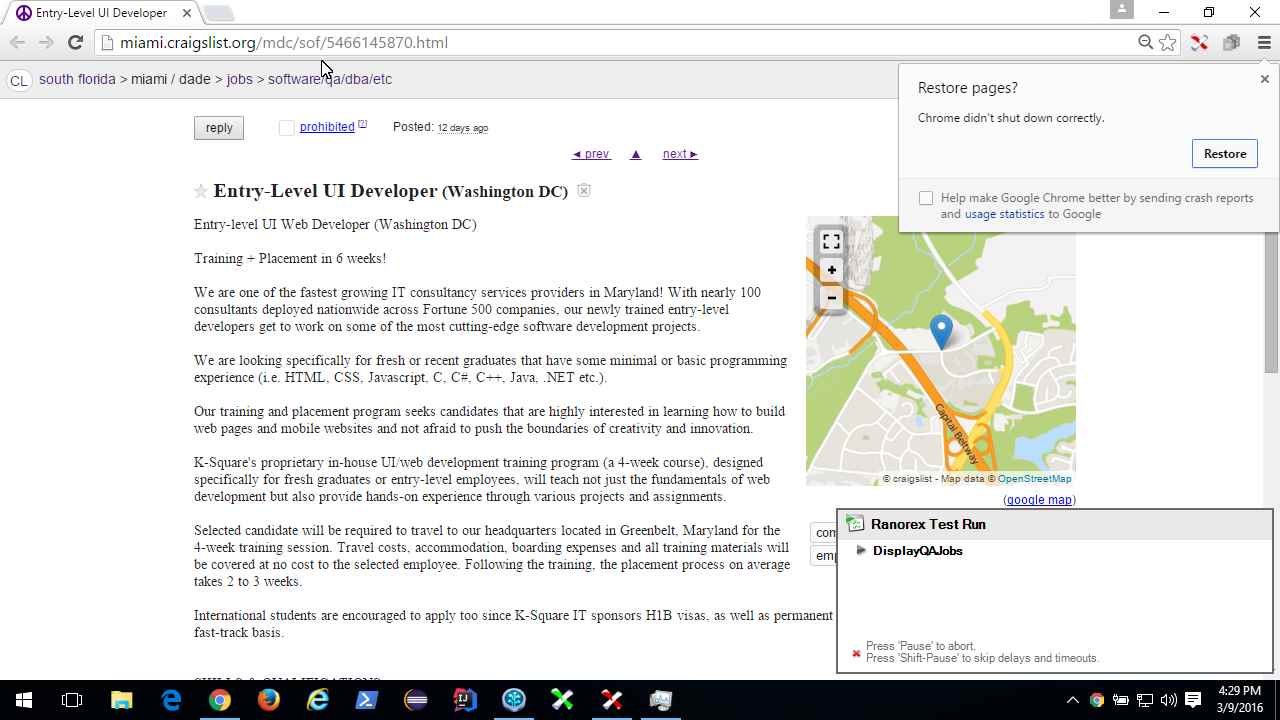 Entry-Level UI Developer
miami.craigslist.org/mdc/sof/5466145870.html
CL south florida > miami / dade > jobs > software/qa/dba/etc
Restore pages?
Chrome didn't shut down correctly.
Restore
Help make Google Chrome better by sending crash reports
and usage statistics to Google
reply prohibited [?] Posted: 12 days ago
◄ prev ▲ next ►
Entry-Level UI Developer (Washington DC)
Entry-level UI Web Developer (Washington DC)
Training + Placement in 6 weeks!
We are one of the fastest growing IT consultancy services providers in Maryland! With nearly 100
consultants deployed nationwide across Fortune 500 companies, our newly trained entry-level
developers get to work on some of the most cutting-edge software development projects.
We are looking specifically for fresh or recent graduates that have some minimal or basic programming
experience (i.e. HTML, CSS, Javascript, C, C#, C++, Java, .NET etc.).
Our training and placement program seeks candidates that are highly interested in learning how to build
web pages and mobile websites and not afraid to push the boundaries of creativity and innovation.
K-Square's proprietary in-house UI/web development training program (a 4-week course), designed
specifically for fresh graduates or entry-level employees, will teach not just the fundamentals of web
development but also provide hands-on experience through various projects and assignments.
Selected candidate will be required to travel to our headquarters located in Greenbelt, Maryland for the
4-week training session. Travel costs, accommodation, boarding expenses and all training materials will
be covered at no cost to the selected employee. Following the training, the placement process on average
takes 2 to 3 weeks.
International students are encouraged to apply too since K-Square IT sponsors H1B visas, as well as permanent
fast-track basis.
SKILLS & QUALIFICATIONS
+
−
Capital Beltway
© craigslist - Map data © OpenStreetMap
(google map)
com
emp
Ranorex Test Run
DisplayQAJobs
Press 'Pause' to abort.
Press 'Shift-Pause' to skip delays and timeouts.
4:29 PM
3/9/2016